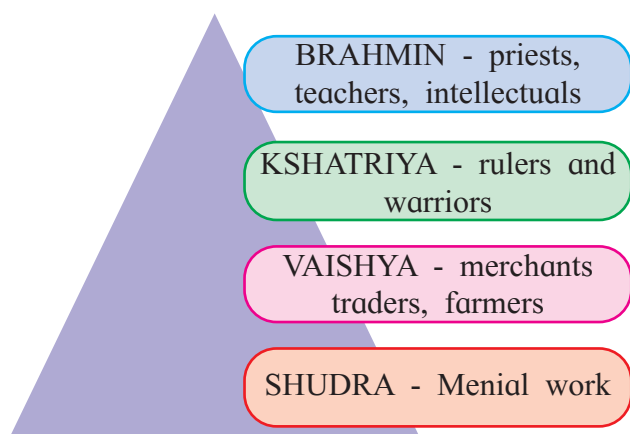 BRAHMIN - priests,
teachers, intellectuals
KSHATRIYA - rulers and
warriors
VAISHYA - merchants
traders, farmers
SHUDRA - Menial work